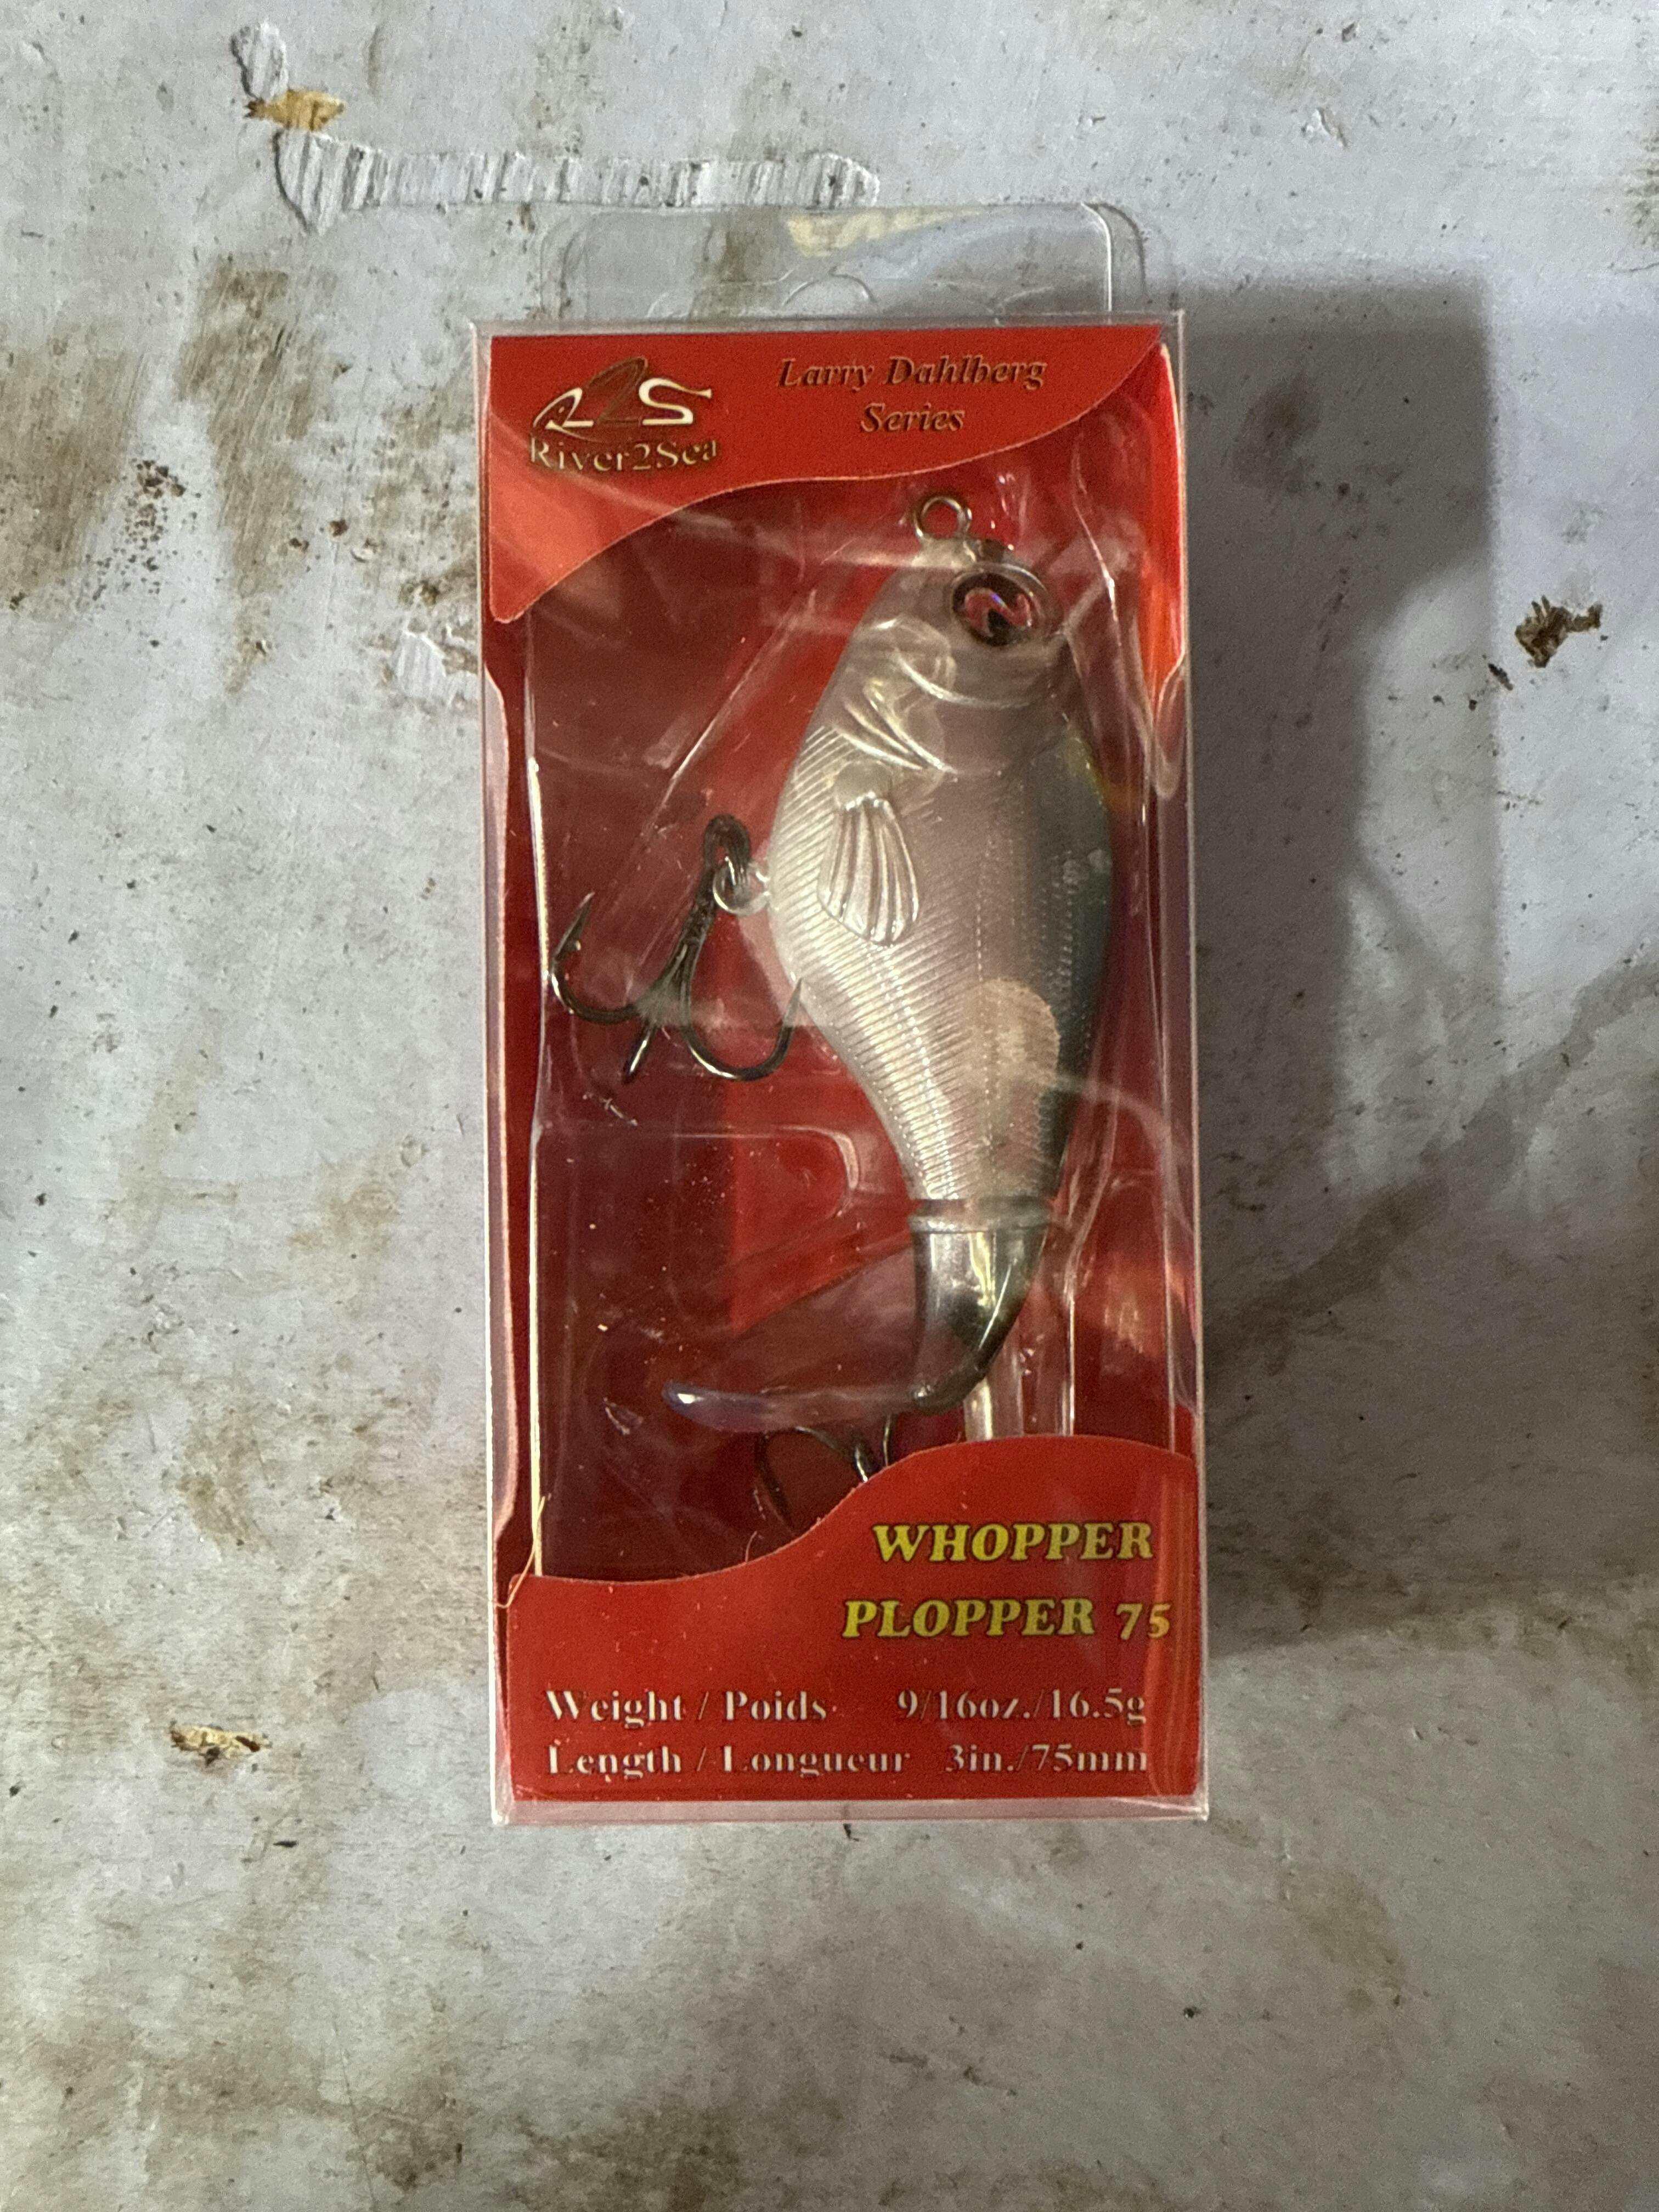 R2S
River2Sea
Larry Dahlberg
Series
WHOPPER
PLOPPER 75
Weight / Poids 9/16oz./16.5g
Length / Longueur 3in./75mm